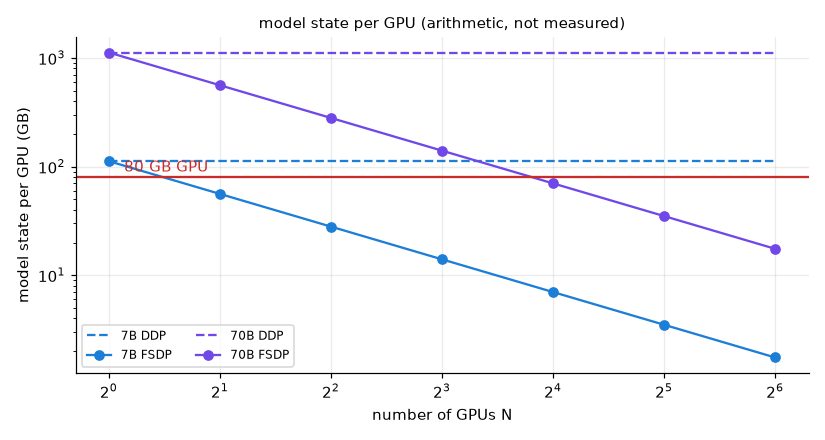 model state per GPU (arithmetic, not measured)
model state per GPU (GB)
10³
10²
10¹
80 GB GPU
7B DDP
7B FSDP
70B DDP
70B FSDP
2⁰ 2¹ 2² 2³ 2⁴ 2⁵ 2⁶
number of GPUs N